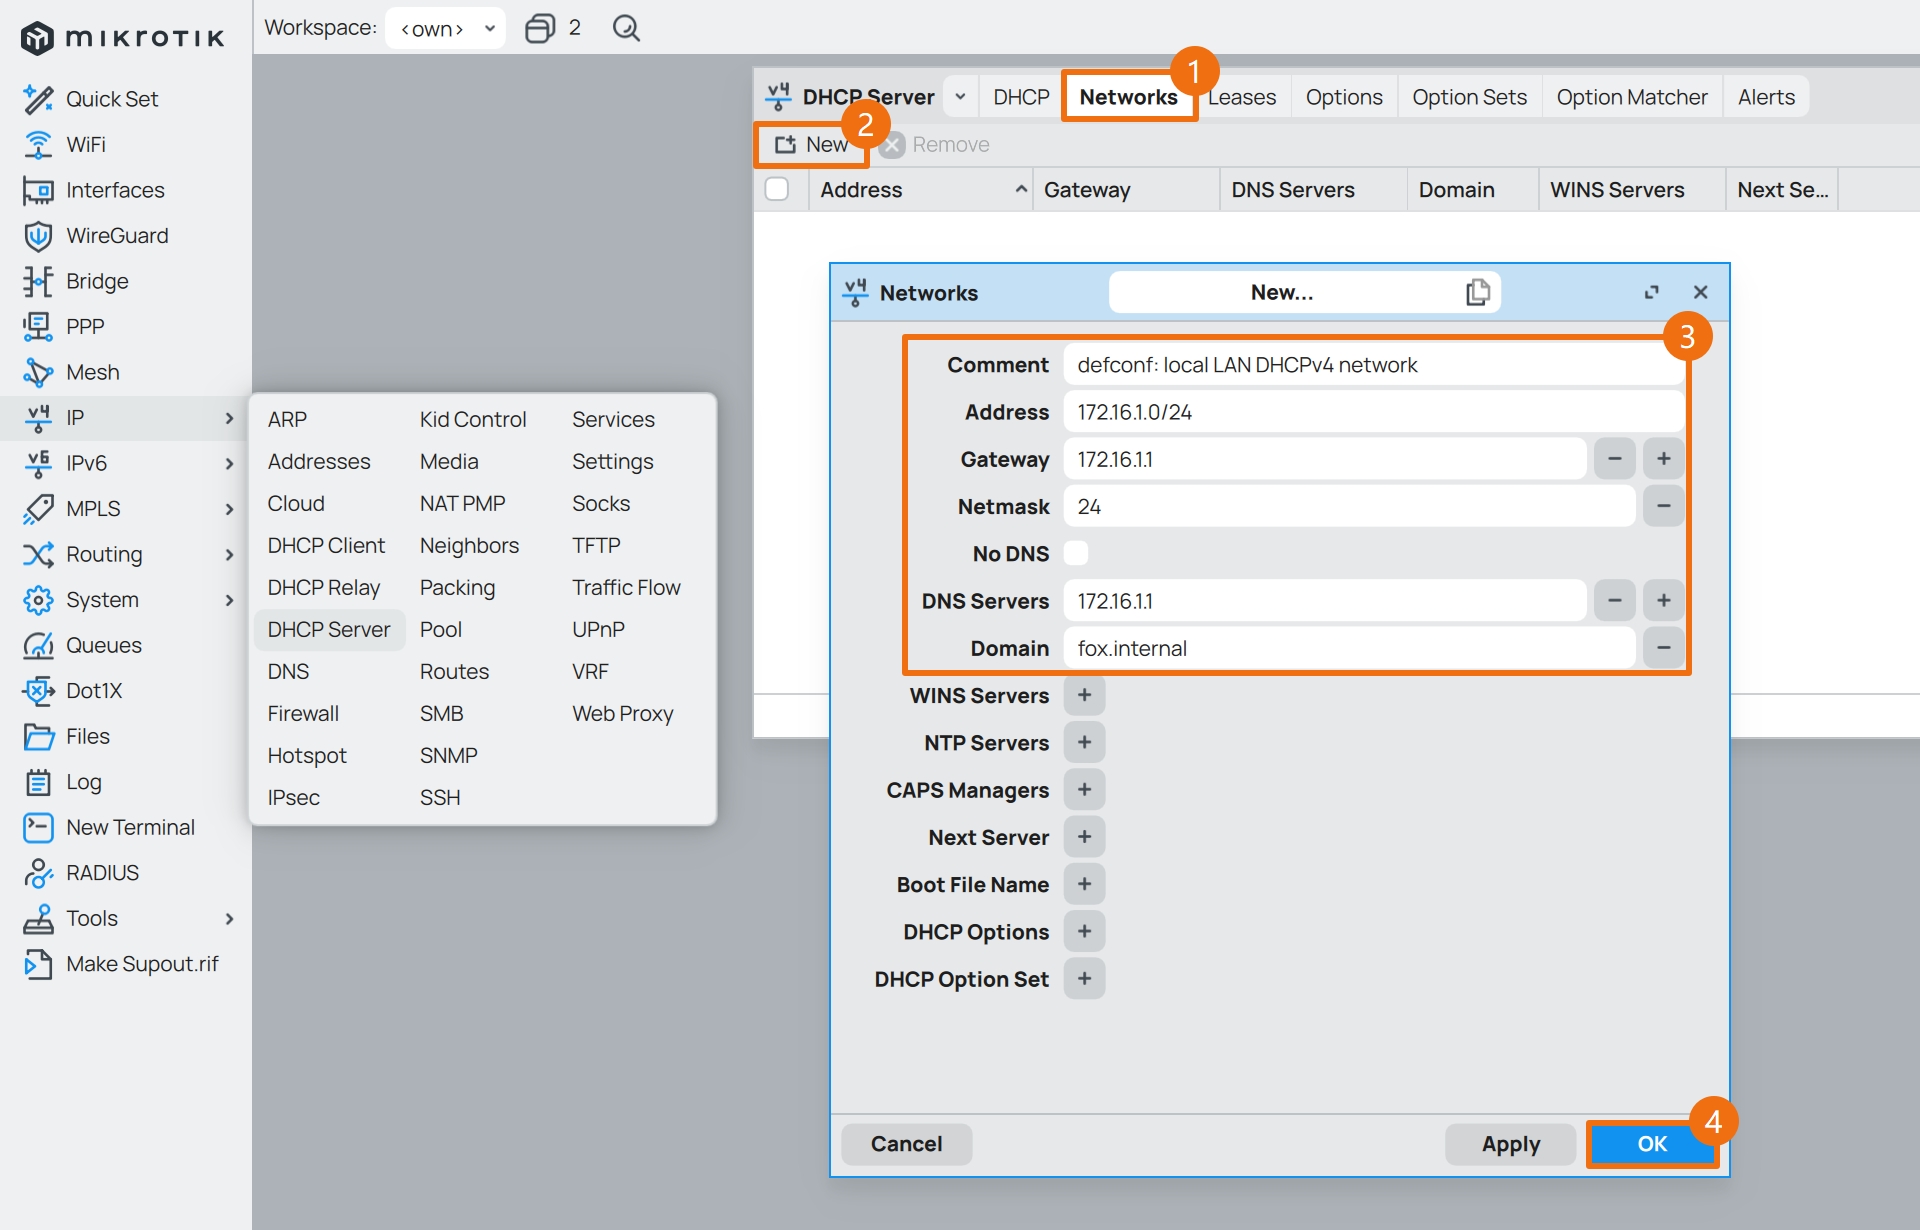 mikrotik
Workspace: <own> 2
Quick Set
WiFi
Interfaces
WireGuard
Bridge
PPP
Mesh
v4 IP
v6 IPv6
MPLS
Routing
System
Queues
Dot1X
Files
Log
New Terminal
RADIUS
Tools
Make Supout.rif
ARP
Addresses
Cloud
DHCP Client
DHCP Relay
DHCP Server
DNS
Firewall
Hotspot
IPsec
Kid Control
Media
NAT PMP
Neighbors
Packing
Pool
Routes
SMB
SNMP
SSH
Services
Settings
Socks
TFTP
Traffic Flow
UPnP
VRF
Web Proxy
v4 DHCP Server DHCP Networks Leases Options Option Sets Option Matcher Alerts
1
New Remove
2
Address Gateway DNS Servers Domain WINS Servers Next Se...
v4 Networks New...
3
Comment defconf: local LAN DHCPv4 network
Address 172.16.1.0/24
Gateway 172.16.1.1 − +
Netmask 24 −
No DNS
DNS Servers 172.16.1.1 − +
Domain fox.internal −
WINS Servers +
NTP Servers +
CAPS Managers +
Next Server +
Boot File Name +
DHCP Options +
DHCP Option Set +
4
Cancel Apply OK